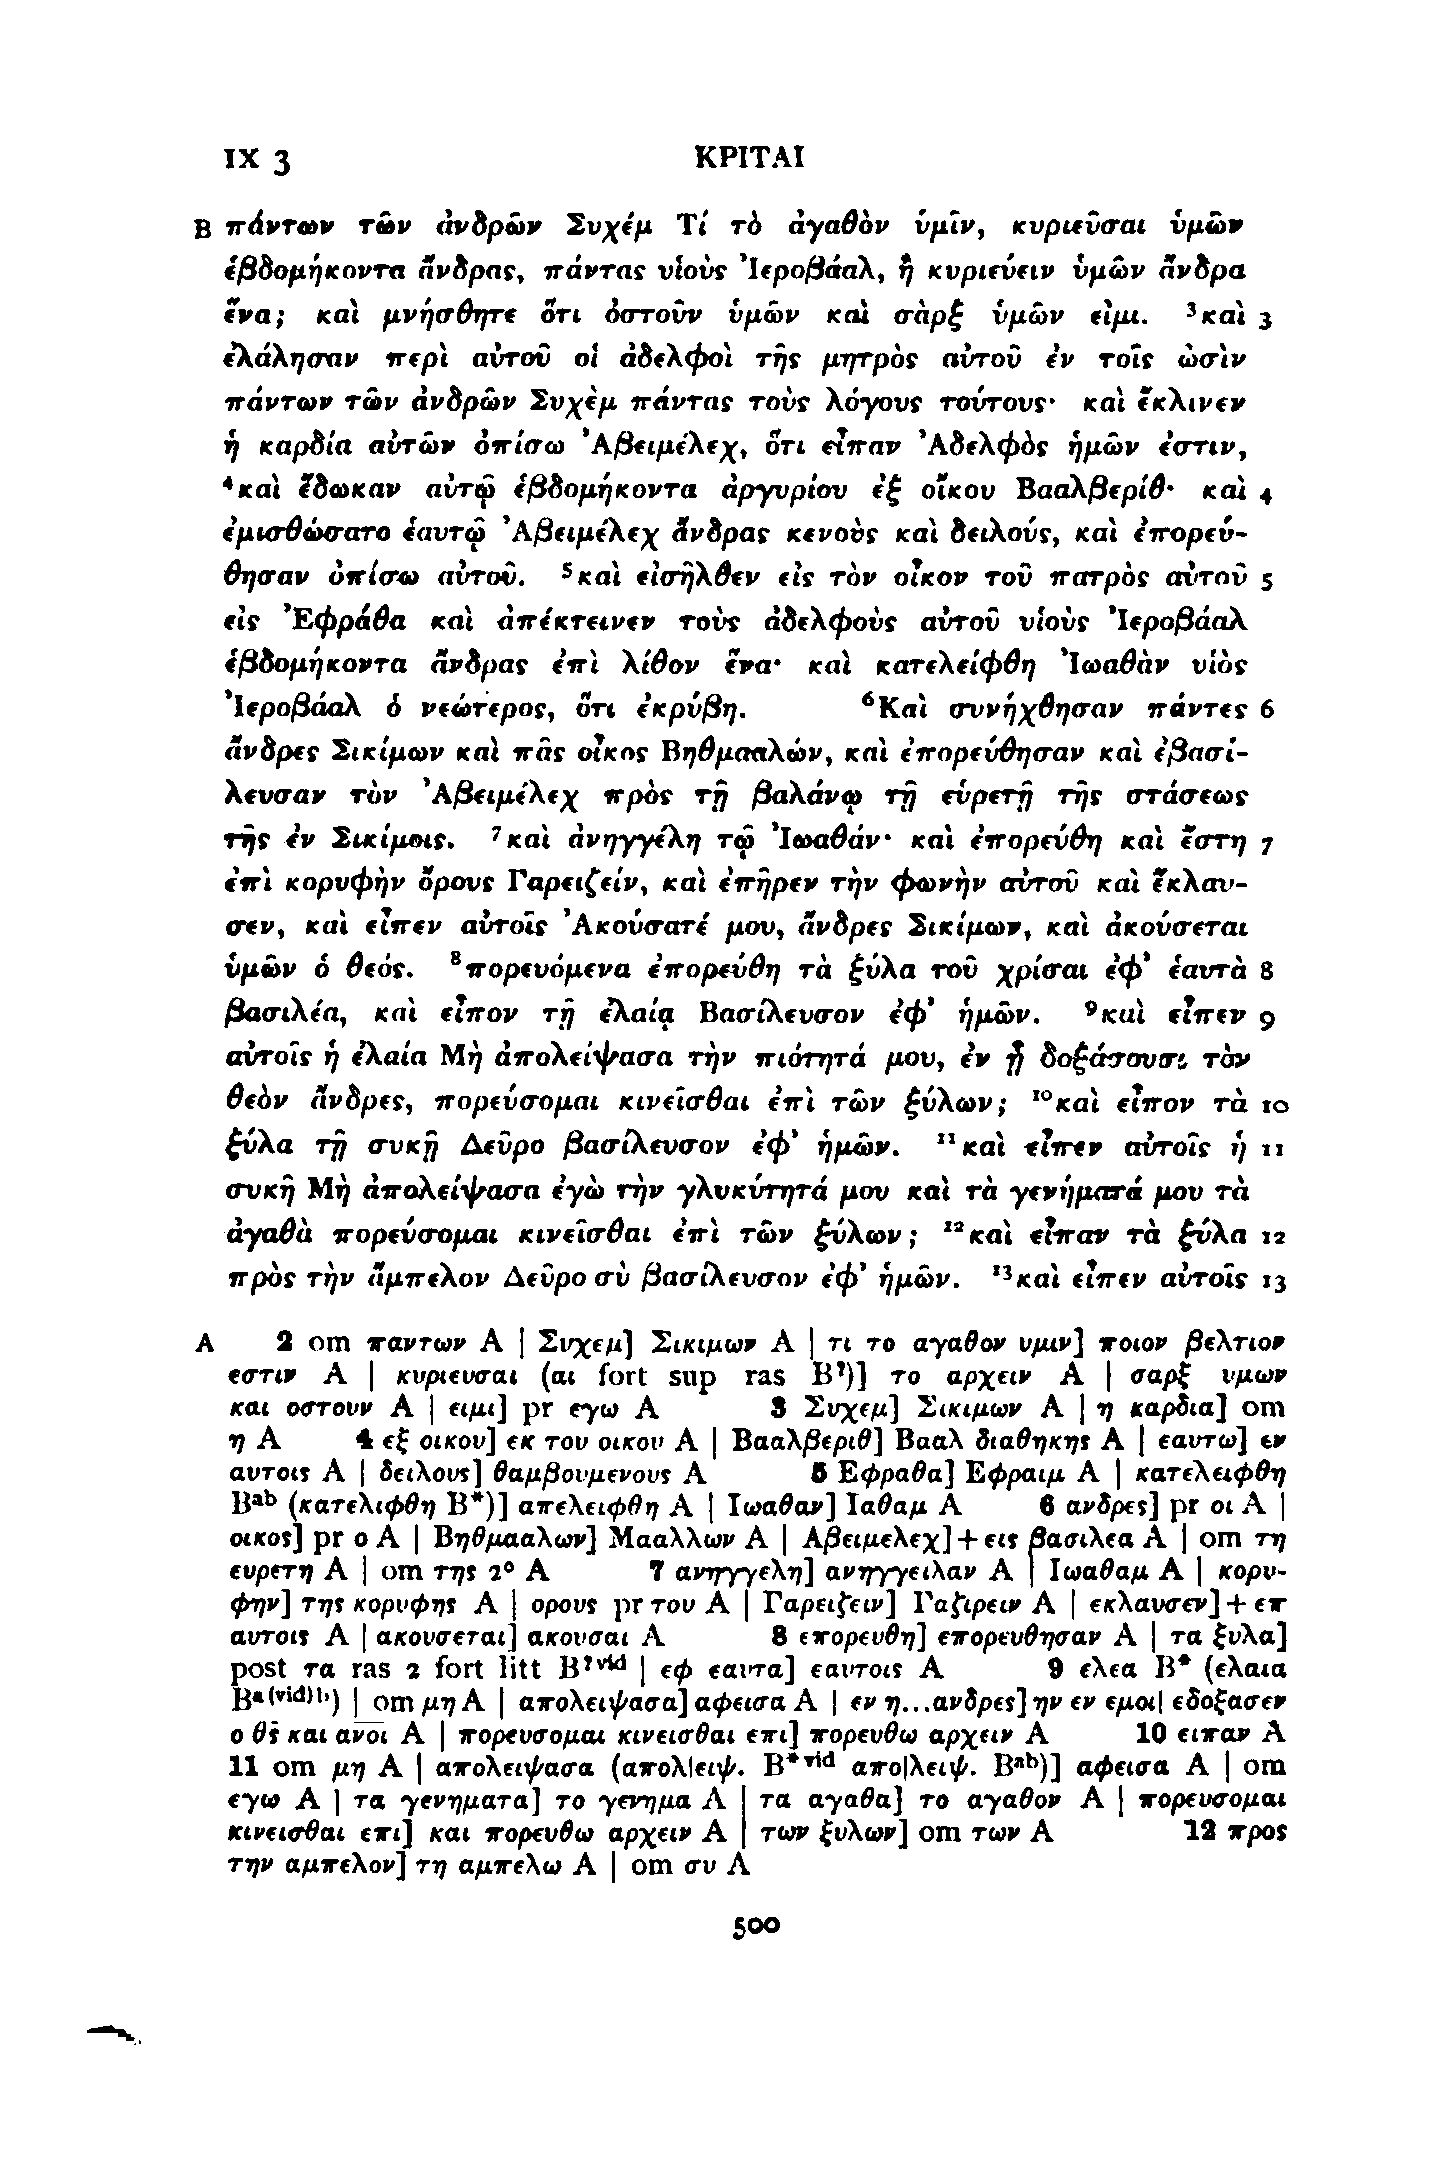 IX 3 ΚΡΙΤΑΙ
B πάντων τῶν ἀνδρῶν Συχέμ Τί τὸ ἀγαθὸν ὑμῖν, κυριεῦσαι ὑμῶν
ἑβδομήκοντα ἄνδρας, πάντας υἱοὺς Ἰεροβάαλ, ἢ κυριεύειν ὑμῶν ἄνδρα
ἕνα; καὶ μνήσθητε ὅτι ὀστοῦν ὑμῶν καὶ σὰρξ ὑμῶν εἰμι. ³καὶ 3
ἐλάλησαν περὶ αὐτοῦ οἱ ἀδελφοὶ τῆς μητρὸς αὐτοῦ ἐν τοῖς ὠσὶν
πάντων τῶν ἀνδρῶν Συχὲμ πάντας τοὺς λόγους τούτους· καὶ ἔκλινεν
ἡ καρδία αὐτῶν ὀπίσω Ἀβειμέλεχ, ὅτι εἶπαν Ἀδελφὸς ἡμῶν ἐστιν,
⁴καὶ ἔδωκαν αὐτῷ ἑβδομήκοντα ἀργυρίου ἐξ οἴκου Βααλβερίθ· καὶ 4
ἐμισθώσατο ἑαυτῷ Ἀβειμέλεχ ἄνδρας κενοὺς καὶ δειλούς, καὶ ἐπορεύ-
θησαν ὀπίσω αὐτοῦ. ⁵καὶ εἰσῆλθεν εἰς τὸν οἶκον τοῦ πατρὸς αὐτοῦ 5
εἰς Ἐφράθα καὶ ἀπέκτεινεν τοὺς ἀδελφοὺς αὐτοῦ υἱοὺς Ἰεροβάαλ
ἑβδομήκοντα ἄνδρας ἐπὶ λίθον ἕνα· καὶ κατελείφθη Ἰωαθὰν υἱὸς
Ἰεροβάαλ ὁ νεώτερος, ὅτι ἐκρύβη. ⁶Καὶ συνήχθησαν πάντες 6
ἄνδρες Σικίμων καὶ πᾶς οἶκος Βηθμααλών, καὶ ἐπορεύθησαν καὶ ἐβασί-
λευσαν τὸν Ἀβειμέλεχ πρὸς τῇ βαλάνῳ τῇ εὑρετῇ τῆς στάσεως
τῆς ἐν Σικίμοις. ⁷καὶ ἀνηγγέλη τῷ Ἰωαθάν· καὶ ἐπορεύθη καὶ ἔστη 7
ἐπὶ κορυφὴν ὄρους Γαρειζείν, καὶ ἐπῆρεν τὴν φωνὴν αὐτοῦ καὶ ἔκλαυ-
σεν, καὶ εἶπεν αὐτοῖς Ἀκούσατέ μου, ἄνδρες Σικίμων, καὶ ἀκούσεται
ὑμῶν ὁ θεός. ⁸πορευόμενα ἐπορεύθη τὰ ξύλα τοῦ χρίσαι ἐφ’ ἑαυτὰ 8
βασιλέα, καὶ εἶπον τῇ ἐλαίᾳ Βασίλευσον ἐφ’ ἡμῶν. ⁹καὶ εἶπεν 9
αὐτοῖς ἡ ἐλαία Μὴ ἀπολείψασα τὴν πιότητά μου, ἐν ᾗ δοξάσουσι τὸν
θεὸν ἄνδρες, πορεύσομαι κινεῖσθαι ἐπὶ τῶν ξύλων; ¹⁰καὶ εἶπον τὰ 10
ξύλα τῇ συκῇ Δεῦρο βασίλευσον ἐφ’ ἡμῶν. ¹¹καὶ εἶπεν αὐτοῖς ἡ 11
συκῆ Μὴ ἀπολείψασα ἐγὼ τὴν γλυκύτητά μου καὶ τὰ γενήματά μου τὰ
ἀγαθὰ πορεύσομαι κινεῖσθαι ἐπὶ τῶν ξύλων; ¹²καὶ εἶπαν τὰ ξύλα 12
πρὸς τὴν ἄμπελον Δεῦρο σὺ βασίλευσον ἐφ’ ἡμῶν. ¹³καὶ εἶπεν αὐτοῖς 13
A 2 om παντων A | Συχεμ] Σικιμων A | τι το αγαθον υμιν] ποιον βελτιον
εστιν A | κυριευσαι (αι fort sup ras B?)] το αρχειν A | σαρξ υμων
και οστουν A | ειμι] pr εγω A 3 Συχεμ] Σικιμων A | η καρδια] om
η A 4 εξ οικου] εκ του οικου A | Βααλβεριθ] Βααλ διαθηκης A | εαυτω] εν
αυτοις A | δειλους] θαμβουμενους A 5 Εφραθα] Εφραιμ A | κατελειφθη
Bᵃᵇ (κατελιφθη B*)] απελειφθη A | Ιωαθαν] Ιαθαμ A 6 ανδρες] pr οι A |
οικος] pr ο A | Βηθμααλων] Μααλλων A | Αβειμελεχ] + εις βασιλεα A | om τη
ευρετη A | om της 2° A 7 ανηγγελη] ανηγγειλαν A | Ιωαθαμ A | κορυ-
φην] της κορυφης A | ορους pr του A | Γαρειζειν] Γαζιρειν A | εκλαυσεν] + επ
αυτοις A | ακουσεται] ακουσαι A 8 επορευθη] επορευθησαν A | τα ξυλα]
post τα ras 2 fort litt B?ᵛⁱᵈ | εφ εαυτα] εαυτοις A 9 ελεα B* (ελαια
Bᵃ⁽ᵛⁱᵈ⁾ᵇ) | om μη A | απολειψασα] αφεισα A | εν η...ανδρες] ην εν εμοι| εδοξασεν
ο θ̅ς̅ και α̅ν̅ο̅ι̅ A | πορευσομαι κινεισθαι επι] πορευθω αρχειν A 10 ειπαν A
11 om μη A | απολειψασα (απολ|ειψ. B*ᵛⁱᵈ απο|λειψ. Bᵃᵇ)] αφεισα A | om
εγω A | τα γενηματα] το γενημα A | τα αγαθα] το αγαθον A | πορευσομαι
κινεισθαι επι] και πορευθω αρχειν A | των ξυλων] om των A 12 προς
την αμπελον] τη αμπελω A | om συ A
500